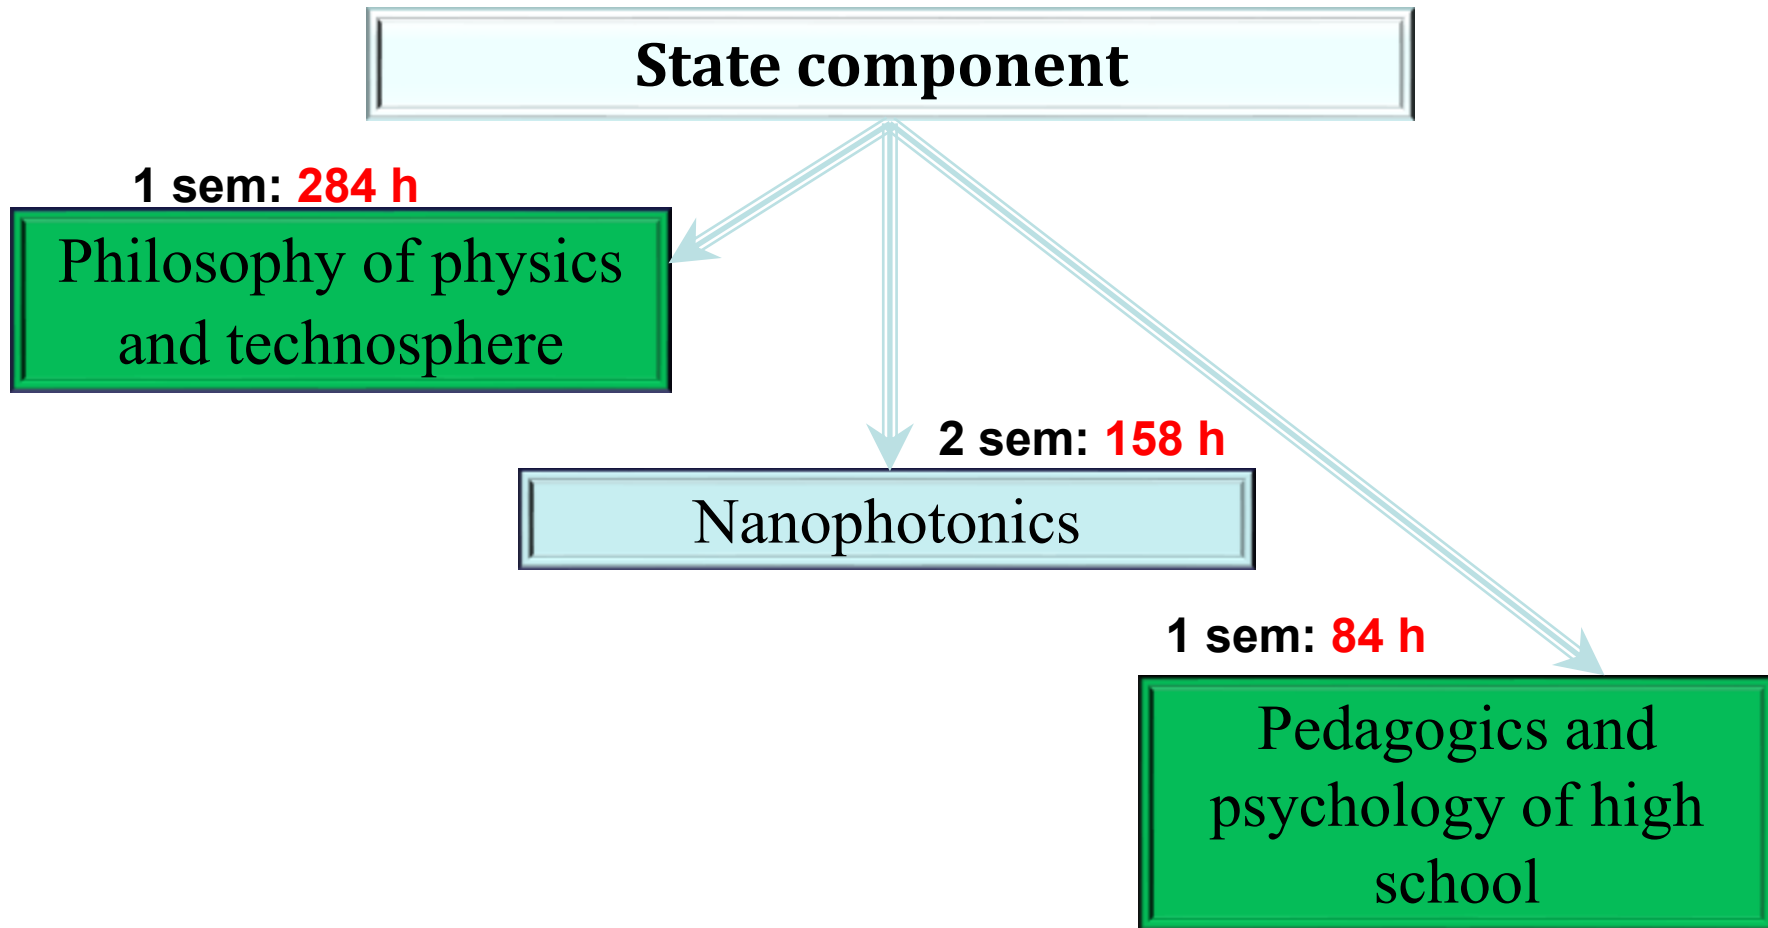 State component
1 sem: 284 h
Philosophy of physics
and technosphere
2 sem: 158 h
Nanophotonics
1 sem: 84 h
Pedagogics and
psychology of high
school